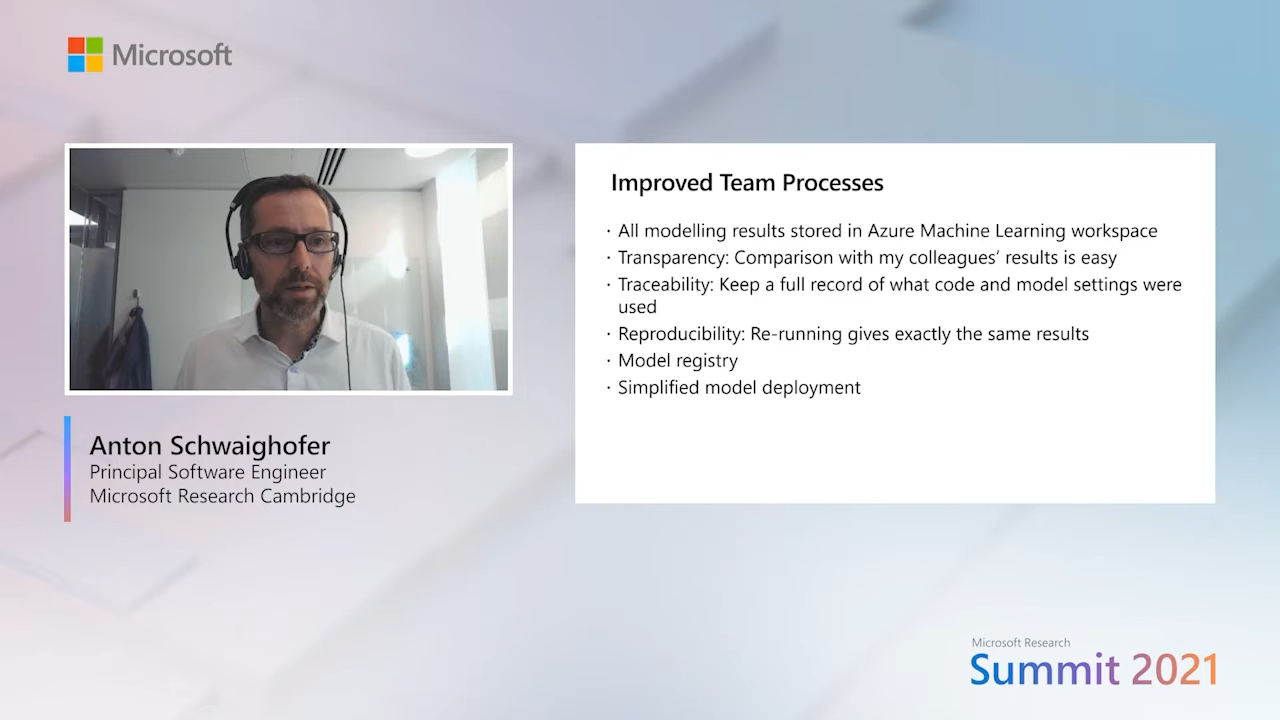 Microsoft
Improved Team Processes
· All modelling results stored in Azure Machine Learning workspace
· Transparency: Comparison with my colleagues’ results is easy
· Traceability: Keep a full record of what code and model settings were
used
· Reproducibility: Re-running gives exactly the same results
· Model registry
· Simplified model deployment
Anton Schwaighofer
Principal Software Engineer
Microsoft Research Cambridge
Microsoft Research
Summit 2021